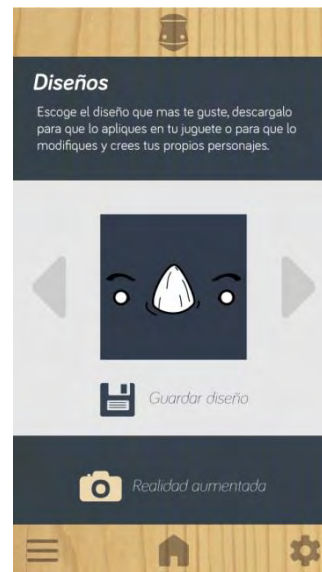 Diseños
Escoge el diseño que mas te guste, descargalo
para que lo apliques en tu juguete o para que lo
modifiques y crees tus propios personajes.
Guardar diseño
Realidad aumentada